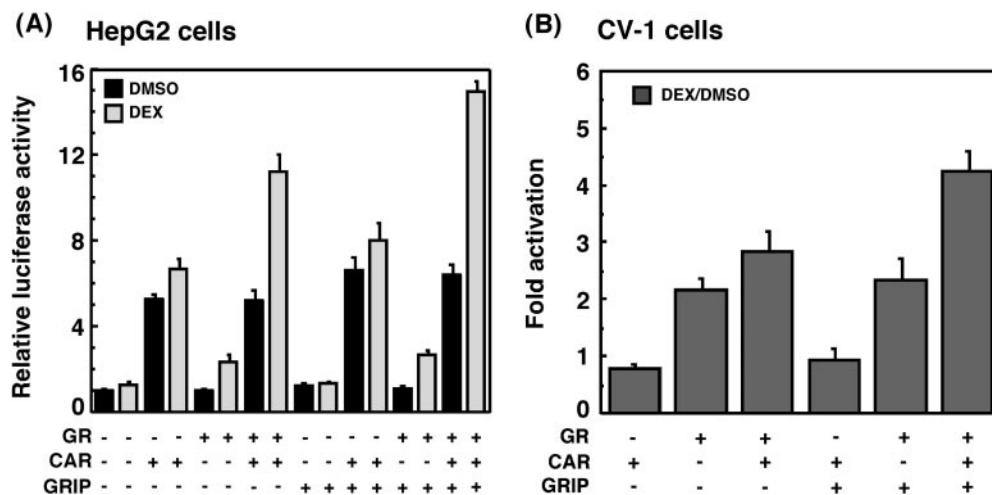 (A) HepG2 cells
Relative luciferase activity
16
12
8
4
0
DMSO
DEX
GR - - - - + + + + - - - - + + + +
CAR - - + + - - + + - - + + - - + +
GRIP - - - - - - - - + + + + + + + +
(B) CV-1 cells
Fold activation
6
5
4
3
2
1
0
DEX/DMSO
GR - + + - + +
CAR + - + + - +
GRIP - - - + + +